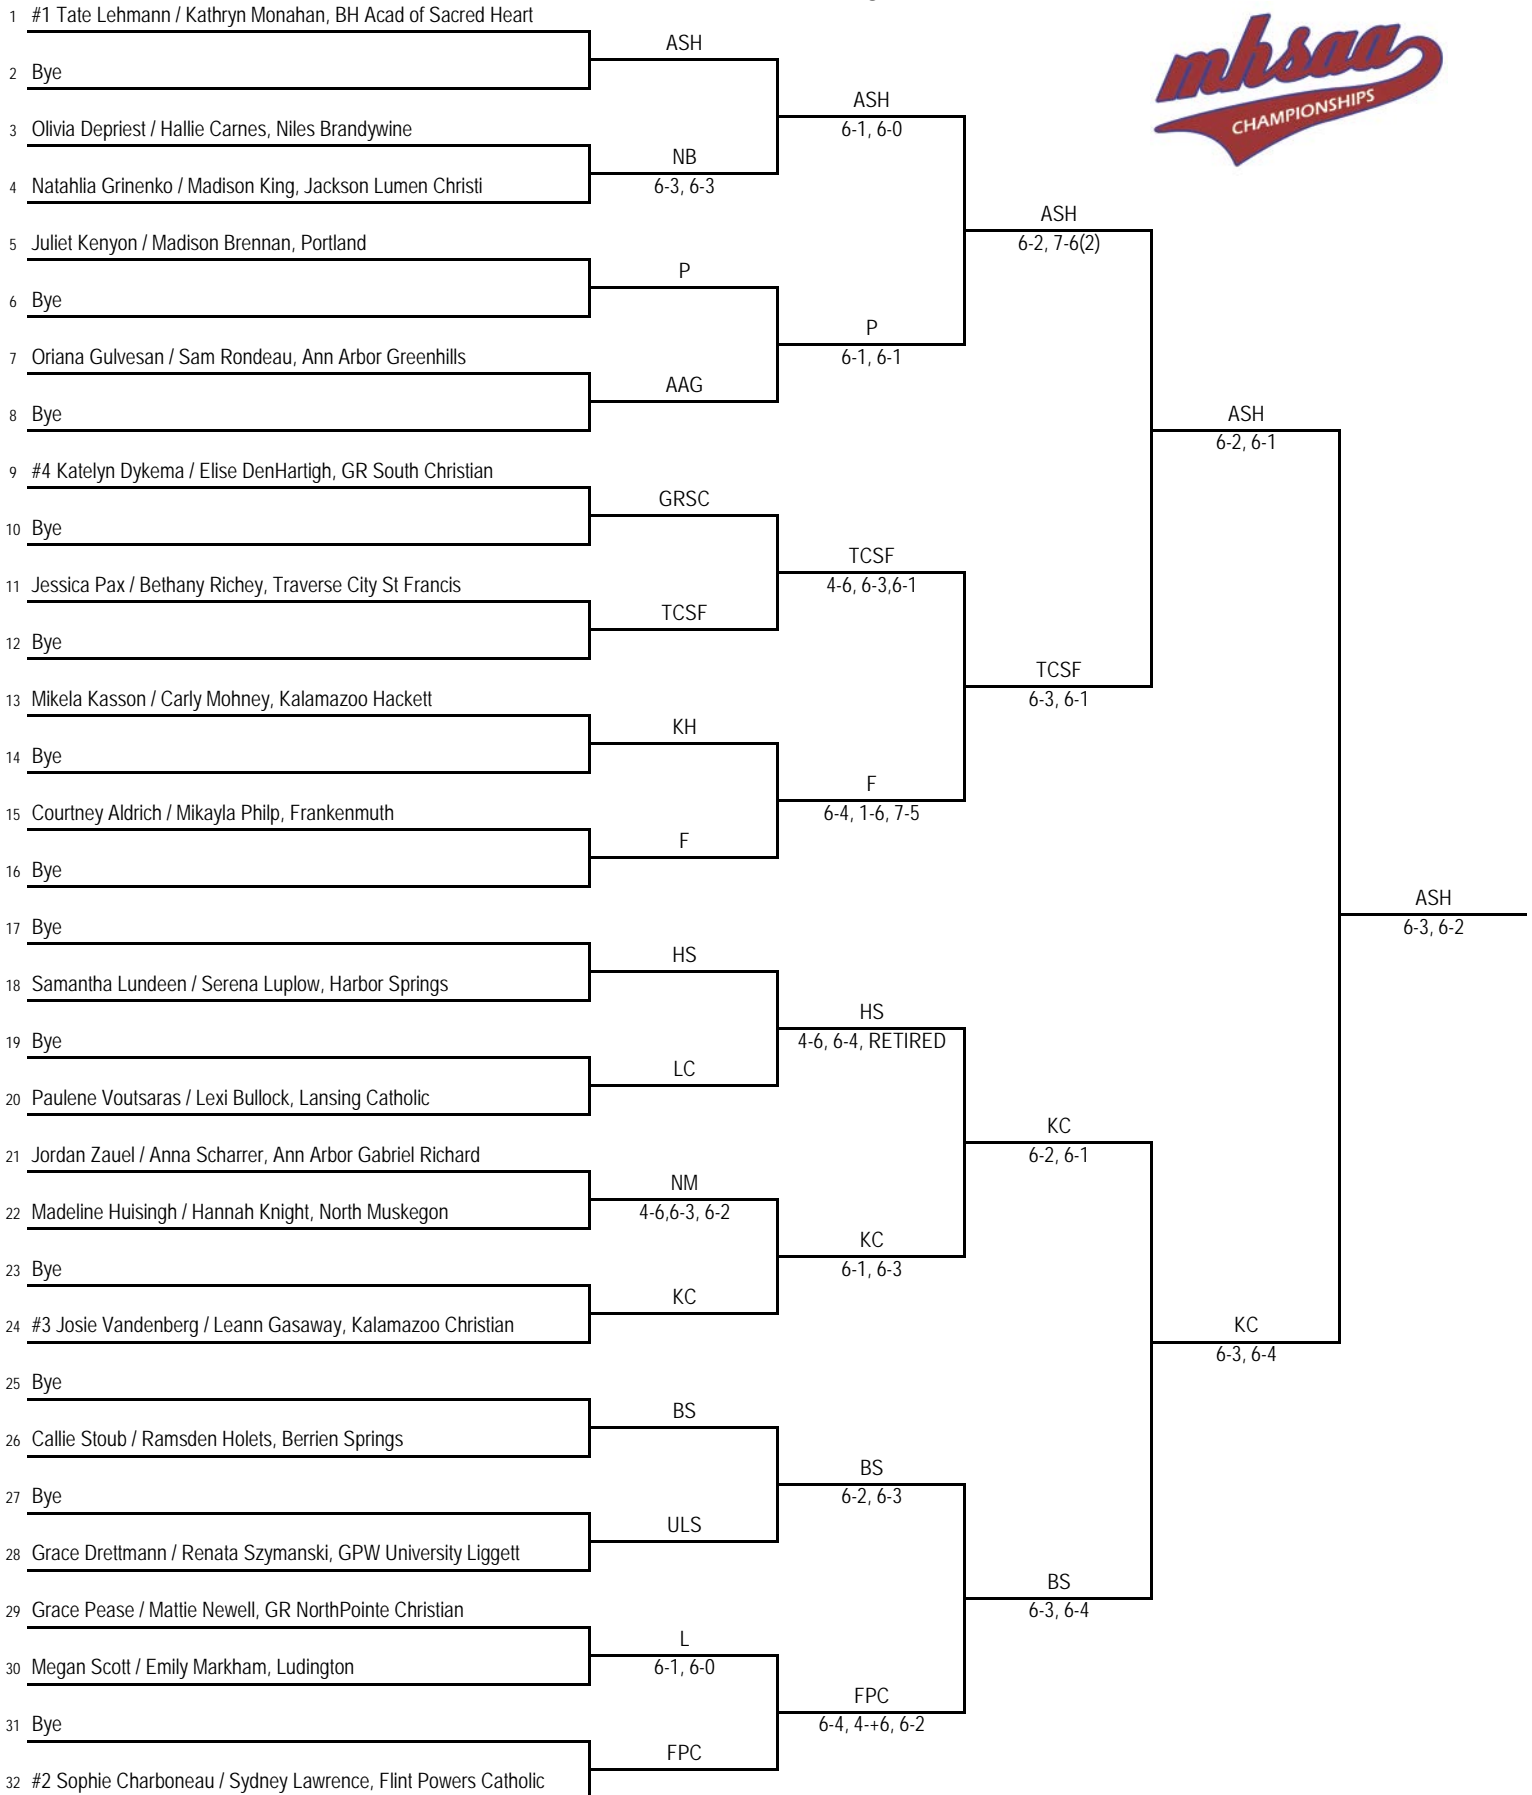 1 #1 Tate Lehmann / Kathryn Monahan, BH Acad of Sacred Heart
ASH
2 Bye
ASH
6-1, 6-0
3 Olivia Depriest / Hallie Carnes, Niles Brandywine
NB
6-3, 6-3
4 Natahlia Grinenko / Madison King, Jackson Lumen Christi
ASH
6-2, 7-6(2)
5 Juliet Kenyon / Madison Brennan, Portland
P
6 Bye
P
6-1, 6-1
7 Oriana Gulvesan / Sam Rondeau, Ann Arbor Greenhills
AAG
8 Bye
ASH
6-2, 6-1
9 #4 Katelyn Dykema / Elise DenHartigh, GR South Christian
GRSC
10 Bye
TCSF
4-6, 6-3,6-1
11 Jessica Pax / Bethany Richey, Traverse City St Francis
TCSF
12 Bye
TCSF
6-3, 6-1
13 Mikela Kasson / Carly Mohney, Kalamazoo Hackett
KH
14 Bye
F
6-4, 1-6, 7-5
15 Courtney Aldrich / Mikayla Philp, Frankenmuth
F
16 Bye
ASH
6-3, 6-2
17 Bye
HS
18 Samantha Lundeen / Serena Luplow, Harbor Springs
HS
4-6, 6-4, RETIRED
19 Bye
LC
20 Paulene Voutsaras / Lexi Bullock, Lansing Catholic
KC
6-2, 6-1
21 Jordan Zauel / Anna Scharrer, Ann Arbor Gabriel Richard
NM
4-6,6-3, 6-2
22 Madeline Huisingh / Hannah Knight, North Muskegon
KC
6-1, 6-3
23 Bye
KC
24 #3 Josie Vandenberg / Leann Gasaway, Kalamazoo Christian
KC
6-3, 6-4
25 Bye
BS
26 Callie Stoub / Ramsden Holets, Berrien Springs
BS
6-2, 6-3
27 Bye
ULS
28 Grace Drettmann / Renata Szymanski, GPW University Liggett
BS
6-3, 6-4
29 Grace Pease / Mattie Newell, GR NorthPointe Christian
L
6-1, 6-0
30 Megan Scott / Emily Markham, Ludington
FPC
6-4, 4-+6, 6-2
31 Bye
FPC
32 #2 Sophie Charboneau / Sydney Lawrence, Flint Powers Catholic
mhsaa
CHAMPIONSHIPS